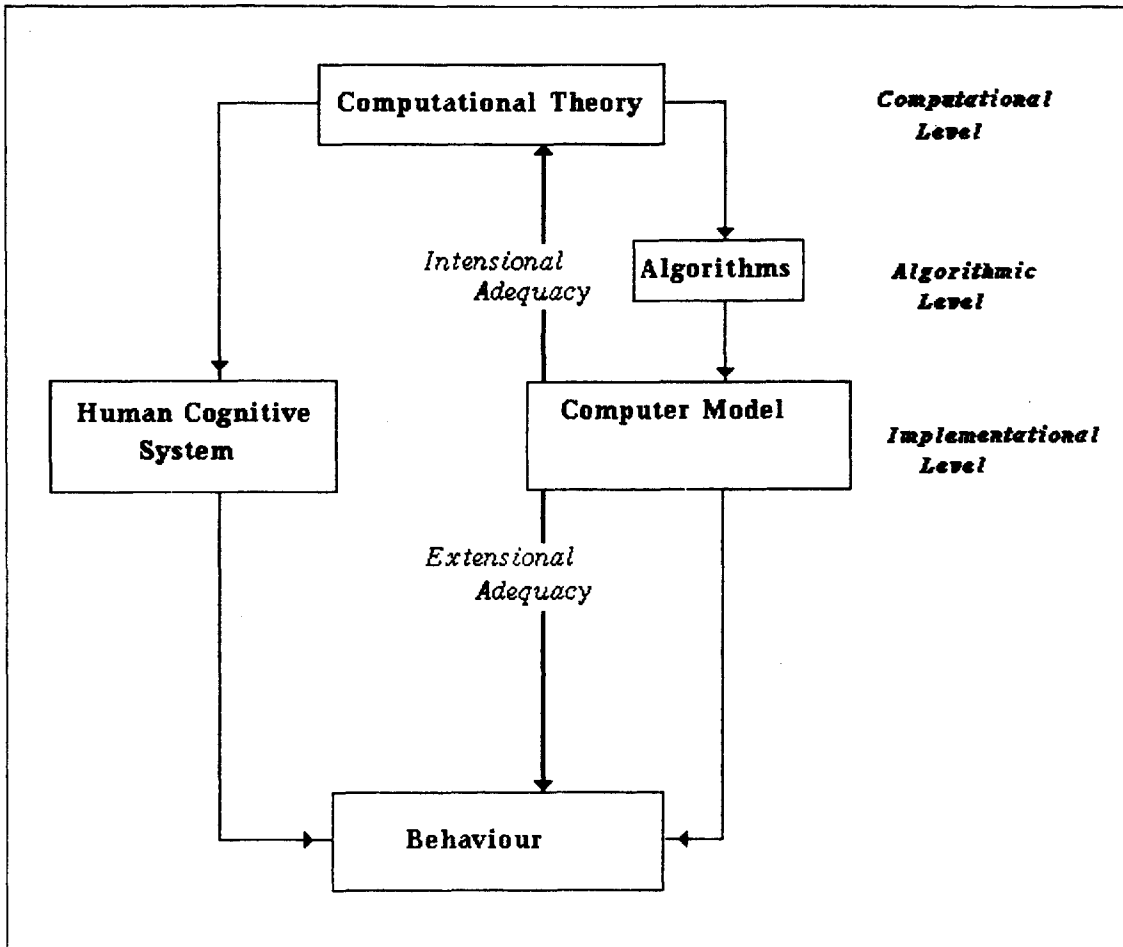 Computational Theory
Computational
Level
Intensional
Adequacy
Algorithms
Algorithmic
Level
Human Cognitive
System
Computer Model
Implementational
Level
Extensional
Adequacy
Behaviour